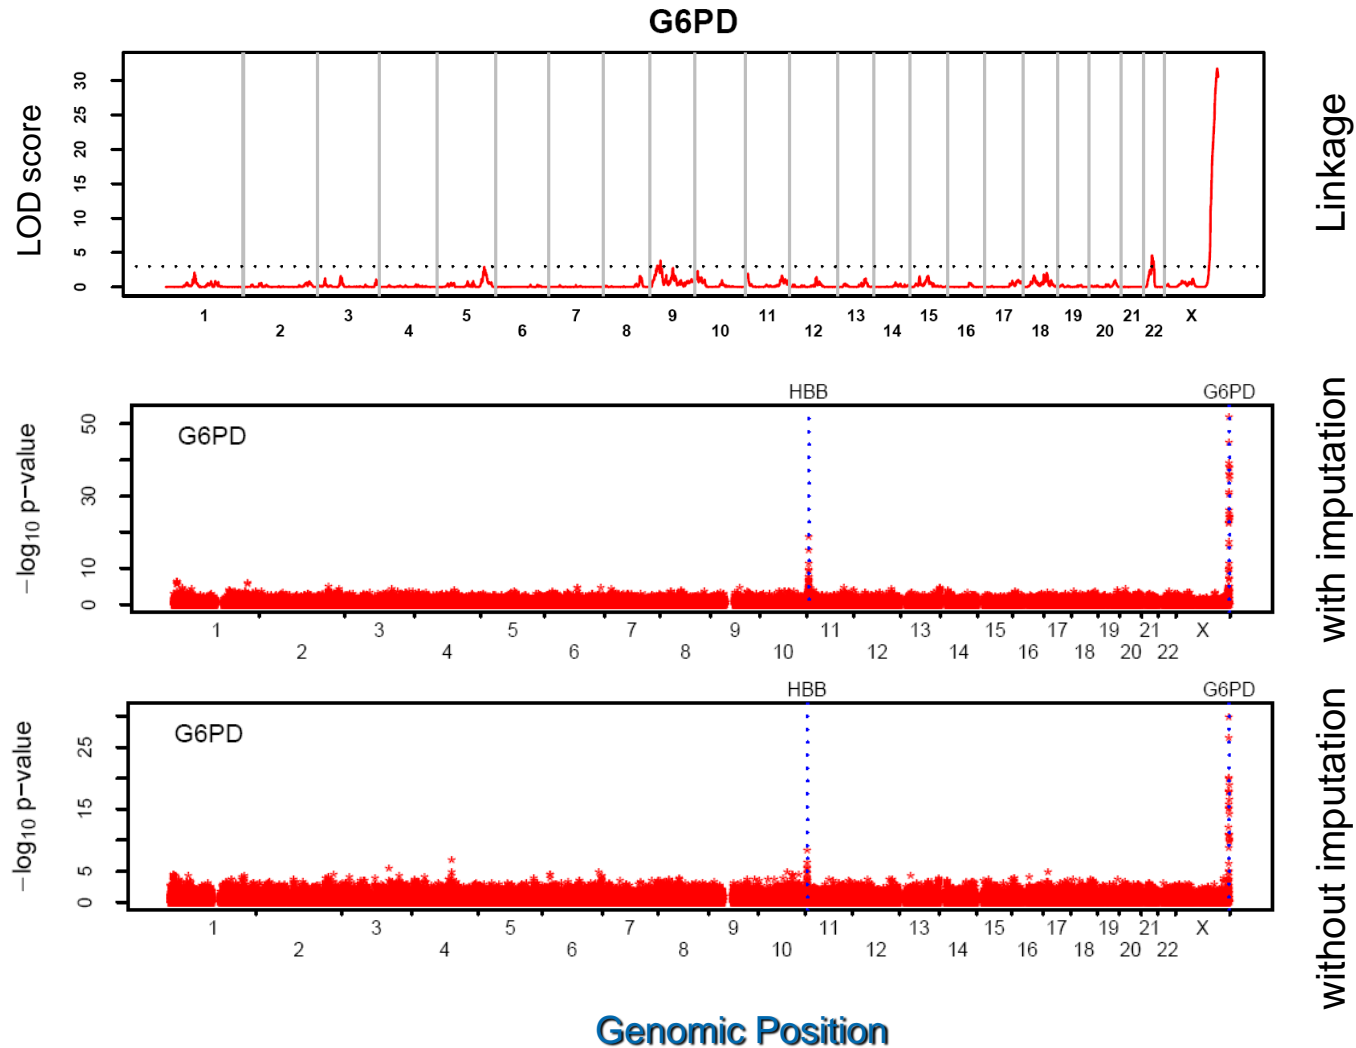 G6PD
LOD score
30
25
20
15
10
5
0
1 2 3 4 5 6 7 8 9 10 11 12 13 14 15 16 17 18 19 20 21 22 X
Linkage
HBB G6PD
G6PD
−log10 p−value
50
30
10
0
1 2 3 4 5 6 7 8 9 10 11 12 13 14 15 16 17 18 19 20 21 22 X
with imputation
HBB G6PD
G6PD
−log10 p−value
25
15
5
0
1 2 3 4 5 6 7 8 9 10 11 12 13 14 15 16 17 18 19 20 21 22 X
without imputation
Genomic Position